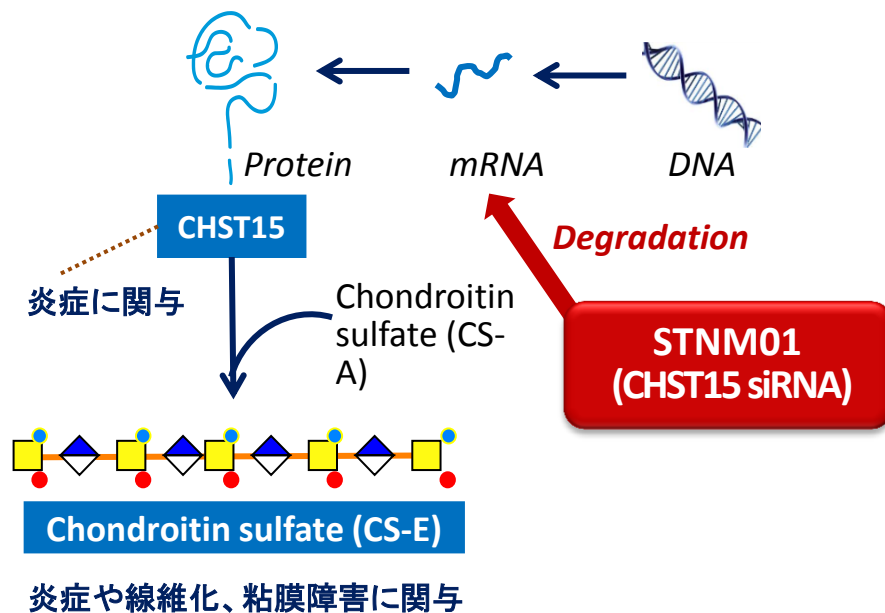 Protein
mRNA
DNA
CHST15
Degradation
炎症に関与
Chondroitin
sulfate (CS-
A)
STNM01
(CHST15 siRNA)
Chondroitin sulfate (CS-E)
炎症や線維化、粘膜障害に関与